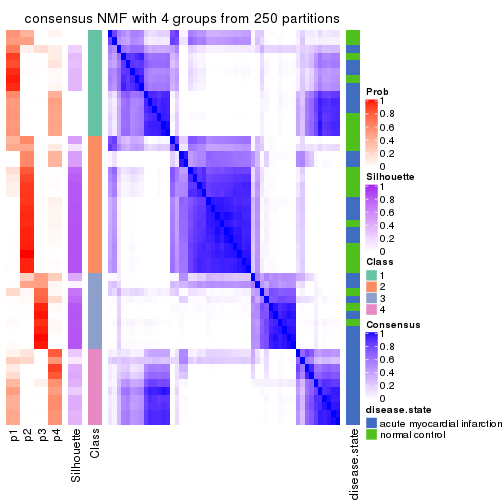 consensus NMF with 4 groups from 250 partitions
Prob
1
0.8
0.6
0.4
0.2
0
Silhouette
1
0.8
0.6
0.4
0.2
0
Class
1
2
3
4
Consensus
1
0.8
0.6
0.4
0.2
0
disease.state
acute myocardial infarction
normal control
p1
p2
p3
p4
Silhouette
Class
disease.state